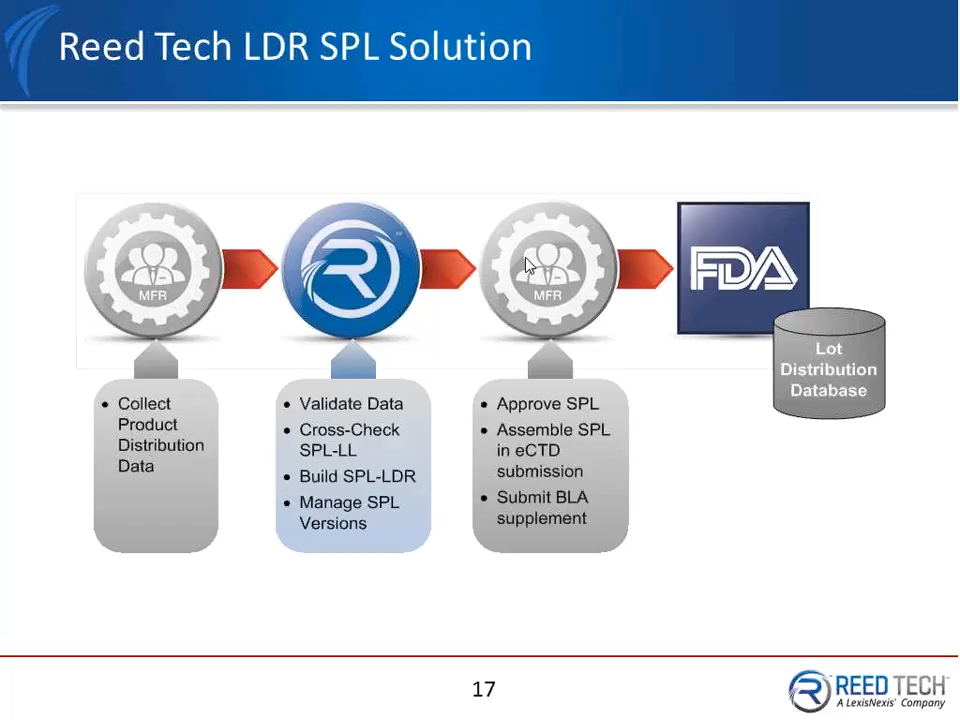 Reed Tech LDR SPL Solution
MFR
R
MFR
FDA
Lot
Distribution
Database
• Collect
Product
Distribution
Data
• Validate Data
• Cross-Check
SPL-LL
• Build SPL-LDR
• Manage SPL
Versions
• Approve SPL
• Assemble SPL
in eCTD
submission
• Submit BLA
supplement
17
R REED TECH™
A LexisNexis® Company